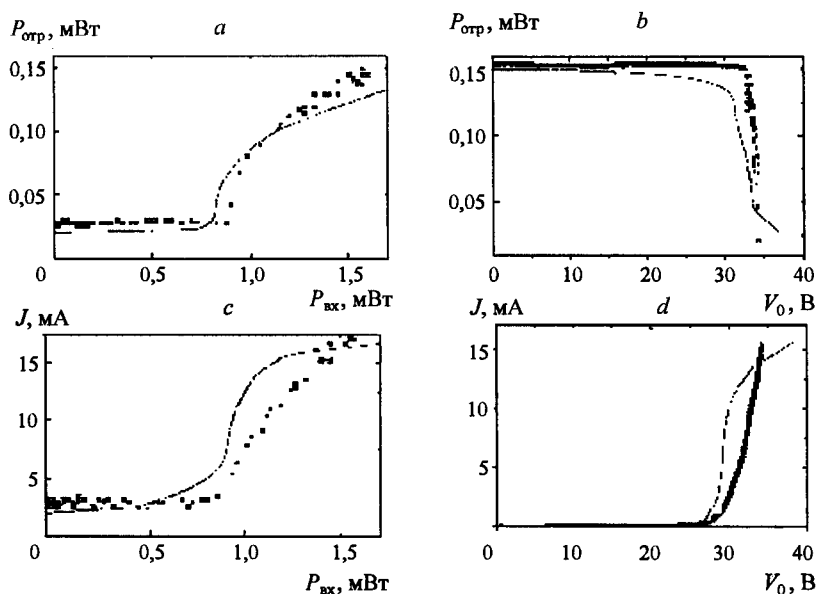 P_отр, мВт a P_отр, мВт b
0,15 0,15
0,10 0,10
0,05 0,05
0 0,5 1,0 1,5 0 10 20 30 40
P_вх, мВт V_0, В
J, мА c J, мА d
15 15
10 10
5 5
0 0,5 1,0 1,5 0 10 20 30 40
P_вх, мВт V_0, В